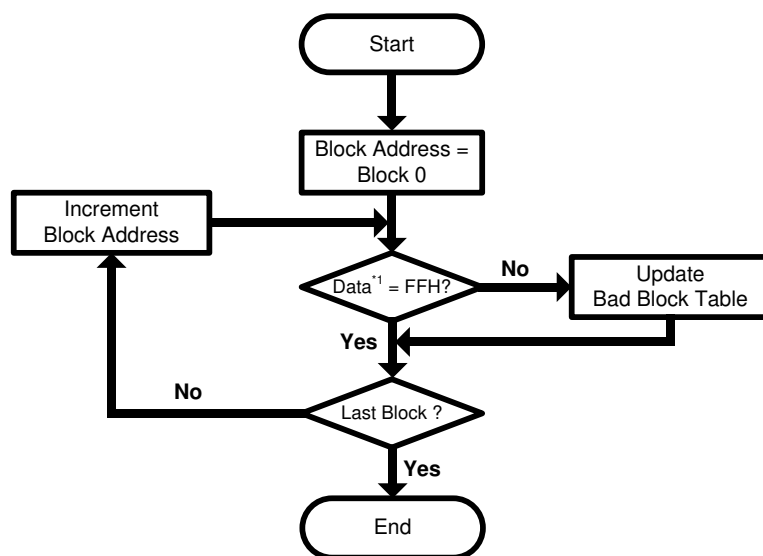 Start
Block Address =
Block 0
Increment
Block Address
Data*1 = FFH?
No
Update
Bad Block Table
Yes
No
Last Block ?
Yes
End